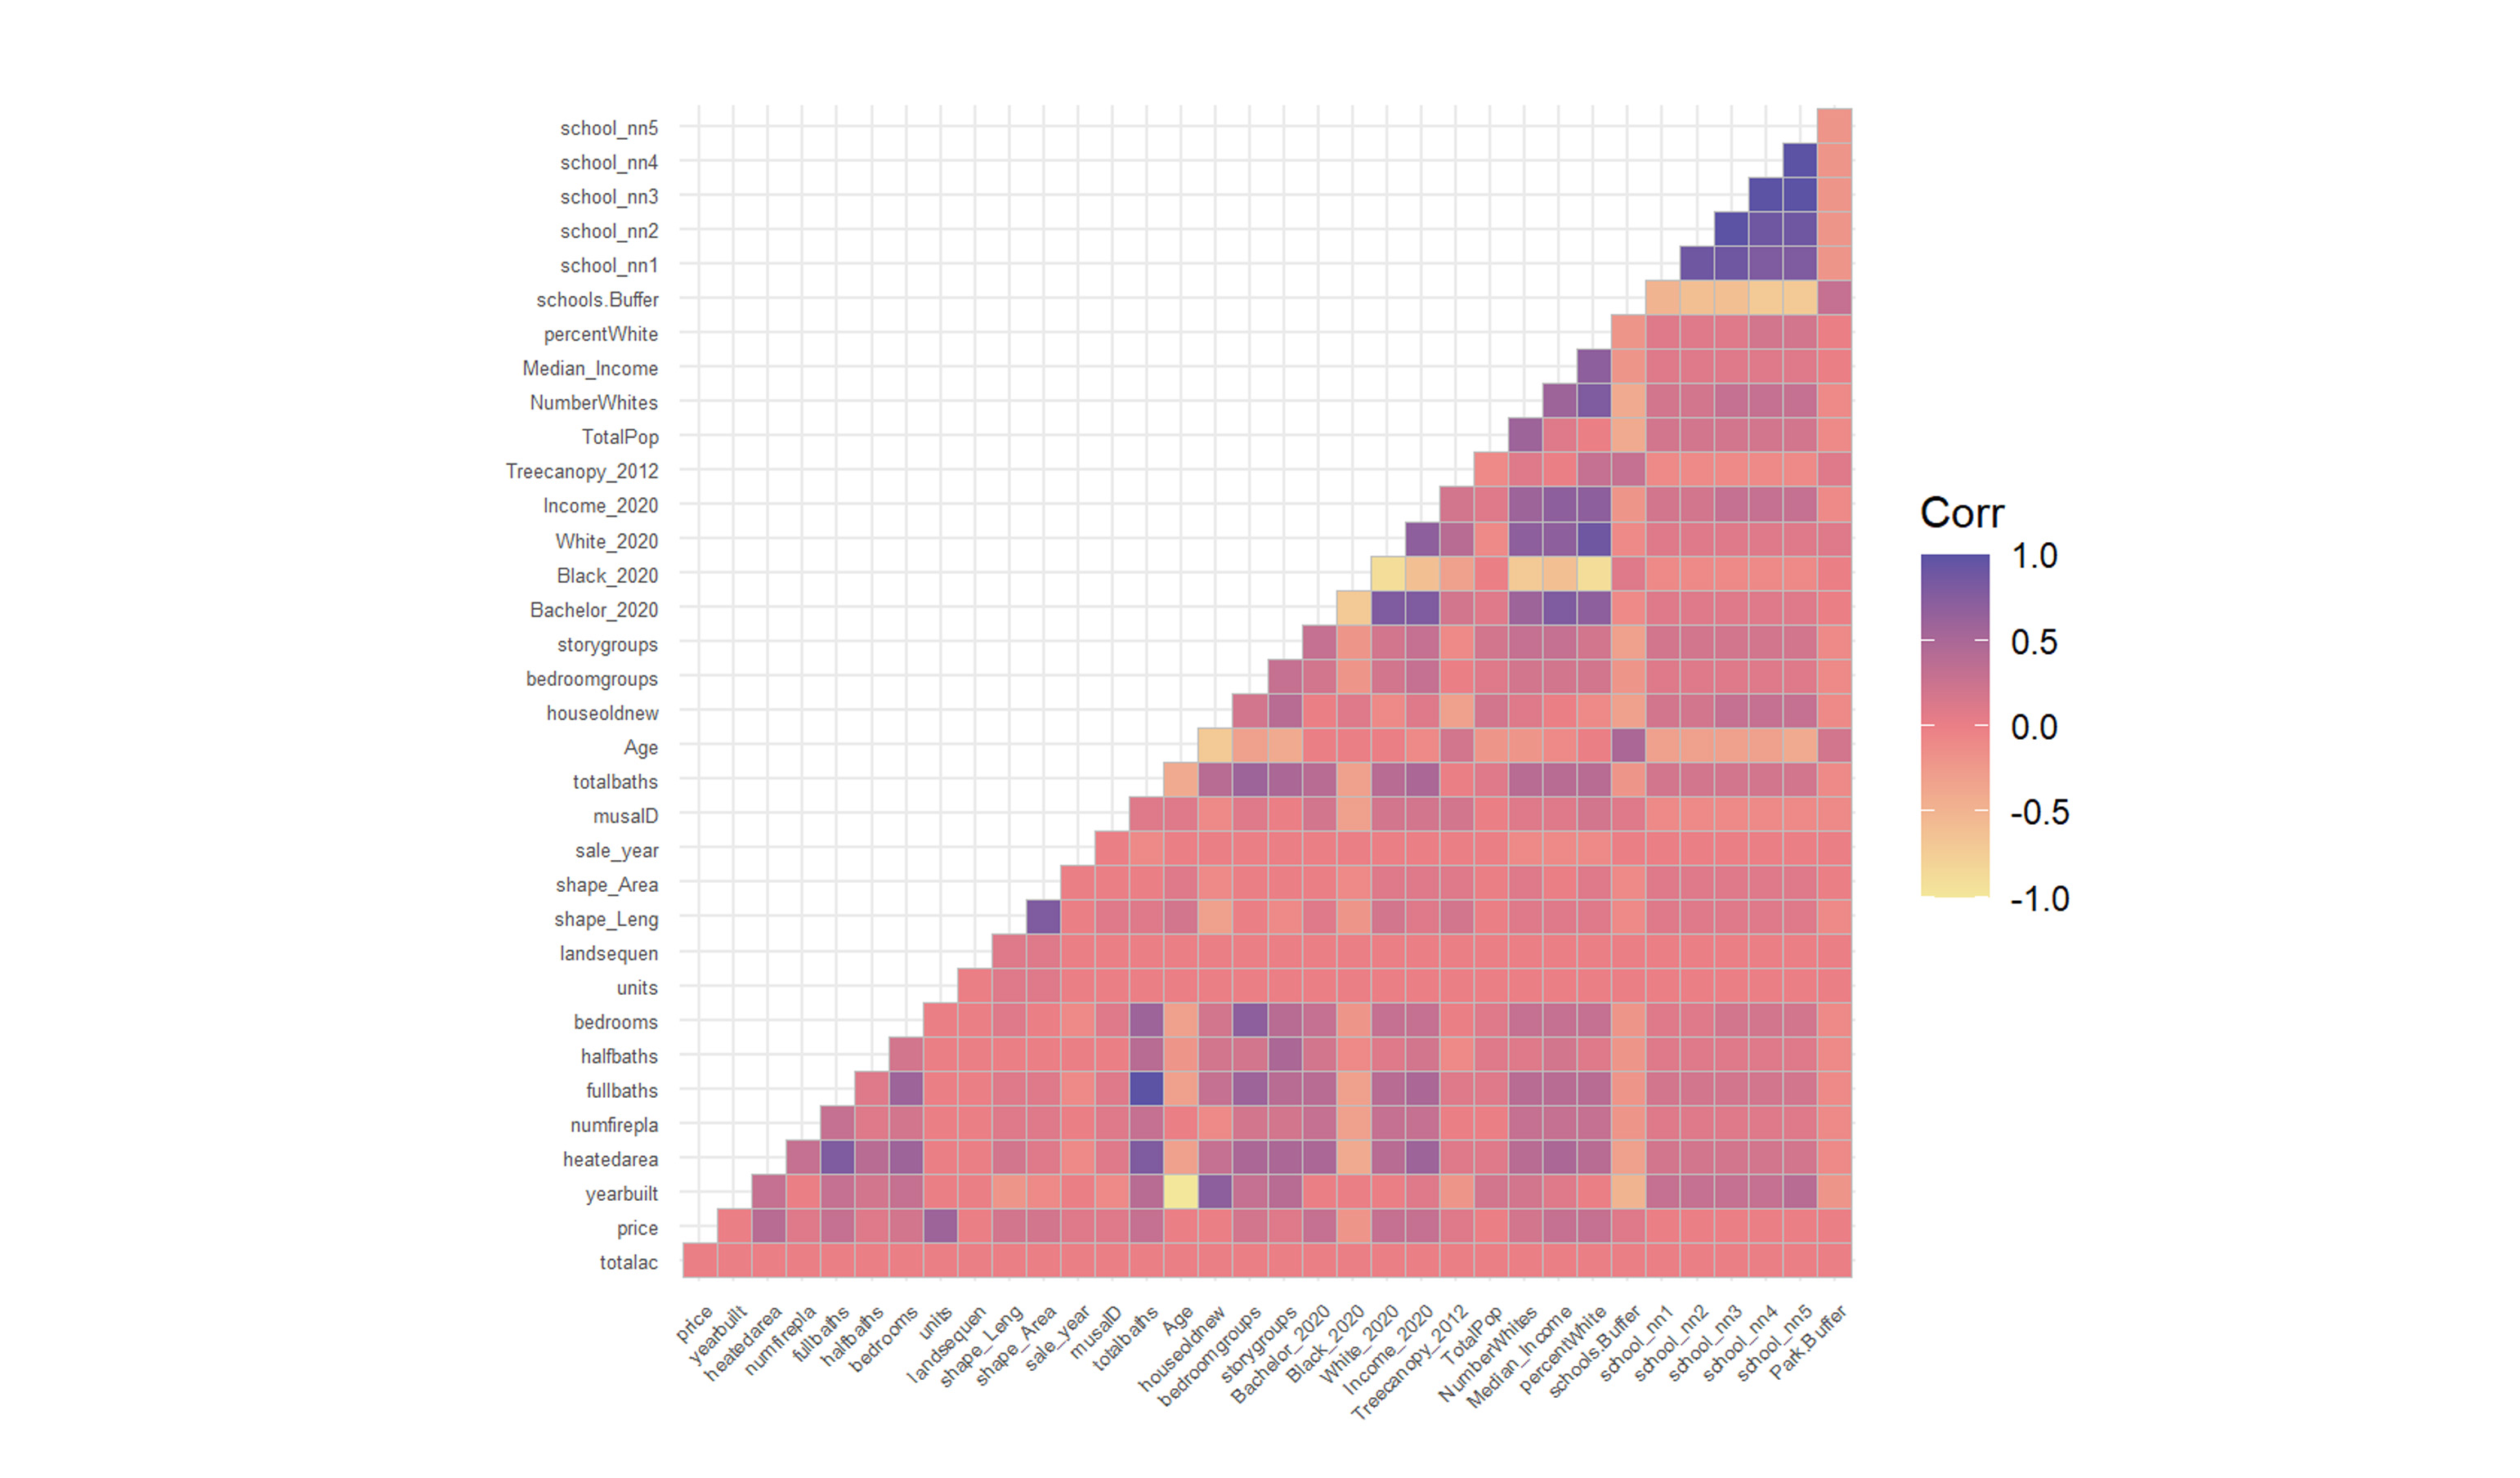 school_nn5
school_nn4
school_nn3
school_nn2
school_nn1
schools.Buffer
percentWhite
Median_Income
NumberWhites
TotalPop
Treecanopy_2012
Income_2020
White_2020
Black_2020
Bachelor_2020
storygroups
bedroomgroups
houseoldnew
Age
totalbaths
musaID
sale_year
shape_Area
shape_Leng
landsequen
units
bedrooms
halfbaths
fullbaths
numfirepla
heatedarea
yearbuilt
price
totalac
price
yearbuilt
heatedarea
numfirepla
fullbaths
halfbaths
bedrooms
units
landsequen
shape_Leng
shape_Area
sale_year
musaID
totalbaths
Age
houseoldnew
bedroomgroups
storygroups
Bachelor_2020
Black_2020
White_2020
Income_2020
Treecanopy_2012
TotalPop
NumberWhites
Median_Income
percentWhite
schools.Buffer
school_nn1
school_nn2
school_nn3
school_nn4
school_nn5
Park.Buffer
Corr
1.0
0.5
0.0
-0.5
-1.0